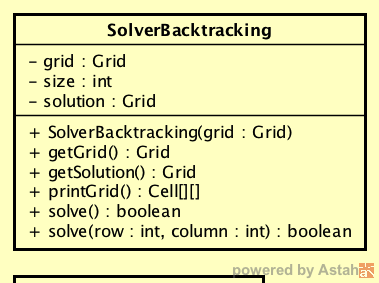 SolverBacktracking
- grid : Grid
- size : int
- solution : Grid
+ SolverBacktracking(grid : Grid)
+ getGrid() : Grid
+ getSolution() : Grid
+ printGrid() : Cell[][]
+ solve() : boolean
+ solve(row : int, column : int) : boolean
powered by Astah